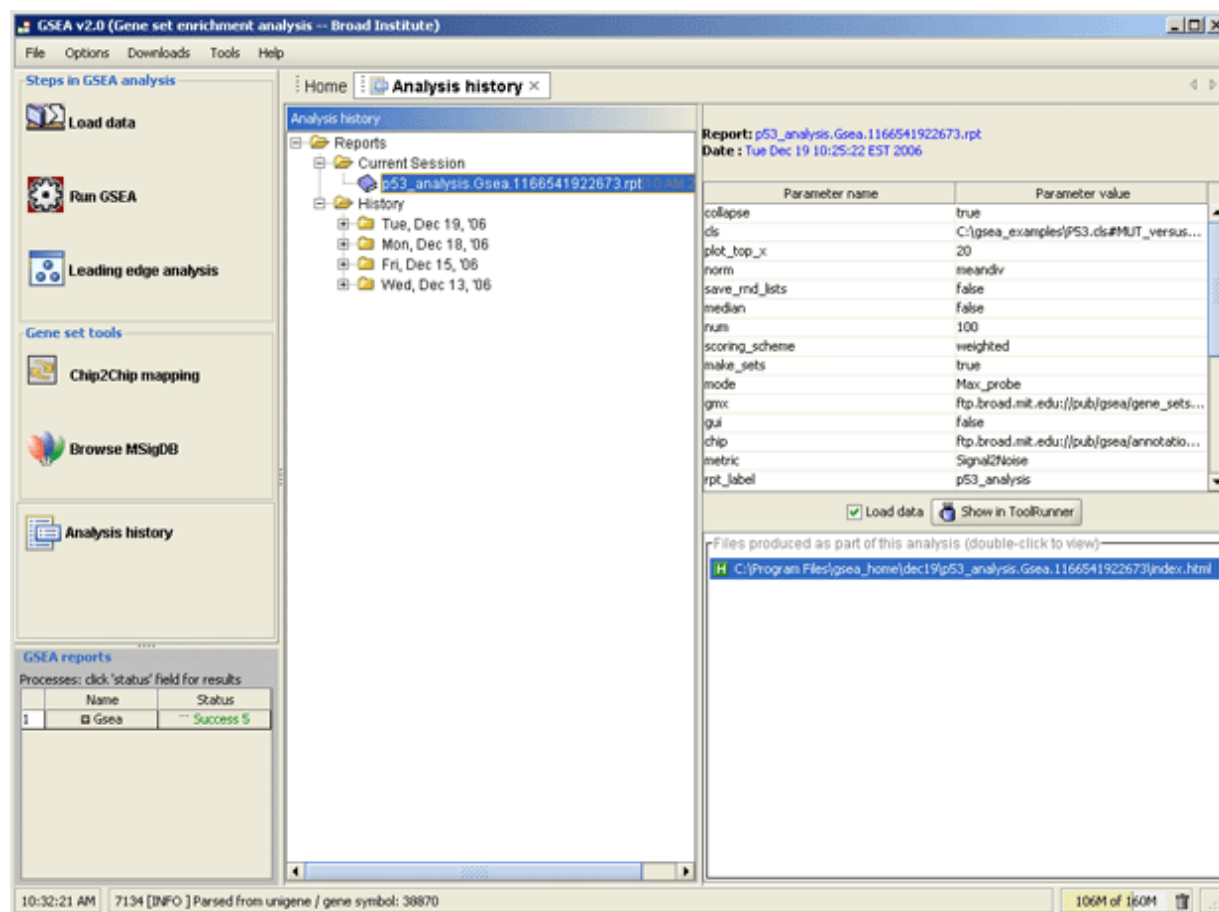 GSEA v2.0 (Gene set enrichment analysis -- Broad Institute)
File Options Downloads Tools Help
Steps in GSEA analysis
Load data
Run GSEA
Leading edge analysis
Gene set tools
Chip2Chip mapping
Browse MSigDB
Analysis history
GSEA reports
Processes: click 'status' field for results
Name Status
1 Gsea Success 5
Home Analysis history
Analysis history
Reports
Current Session
p53_analysis.Gsea.1166541922673.rpt
History
Tue, Dec 19, '06
Mon, Dec 18, '06
Fri, Dec 15, '06
Wed, Dec 13, '06
Report: p53_analysis.Gsea.1166541922673.rpt
Date : Tue Dec 19 10:25:22 EST 2006
Parameter name Parameter value
collapse true
cls C:\gsea_examples\P53.cls#MUT_versus...
plot_top_x 20
norm meandiv
save_rnd_lists false
median false
num 100
scoring_scheme weighted
make_sets true
mode Max_probe
gmx ftp.broad.mit.edu://pub/gsea/gene_sets...
gui false
chip ftp.broad.mit.edu://pub/gsea/annotatio...
metric Signal2Noise
rpt_label p53_analysis
Load data Show in ToolRunner
Files produced as part of this analysis (double-click to view)
H C:\Program Files\gsea_home\dec19\p53_analysis.Gsea.1166541922673\index.html
10:32:21 AM 7134 [INFO ] Parsed from unigene / gene symbol: 38870 106M of 160M